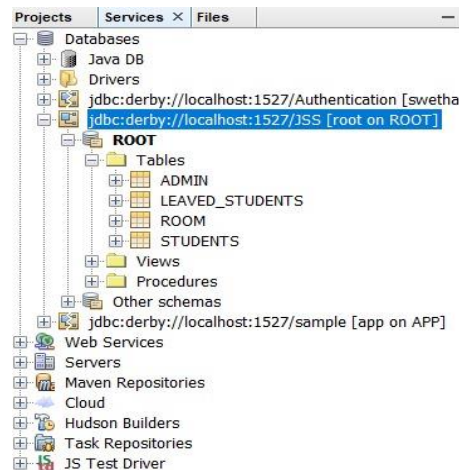 Projects Services × Files
Databases
Java DB
Drivers
jdbc:derby://localhost:1527/Authentication [swetha
jdbc:derby://localhost:1527/JSS [root on ROOT]
ROOT
Tables
ADMIN
LEAVED_STUDENTS
ROOM
STUDENTS
Views
Procedures
Other schemas
jdbc:derby://localhost:1527/sample [app on APP]
Web Services
Servers
Maven Repositories
Cloud
Hudson Builders
Task Repositories
JS Test Driver